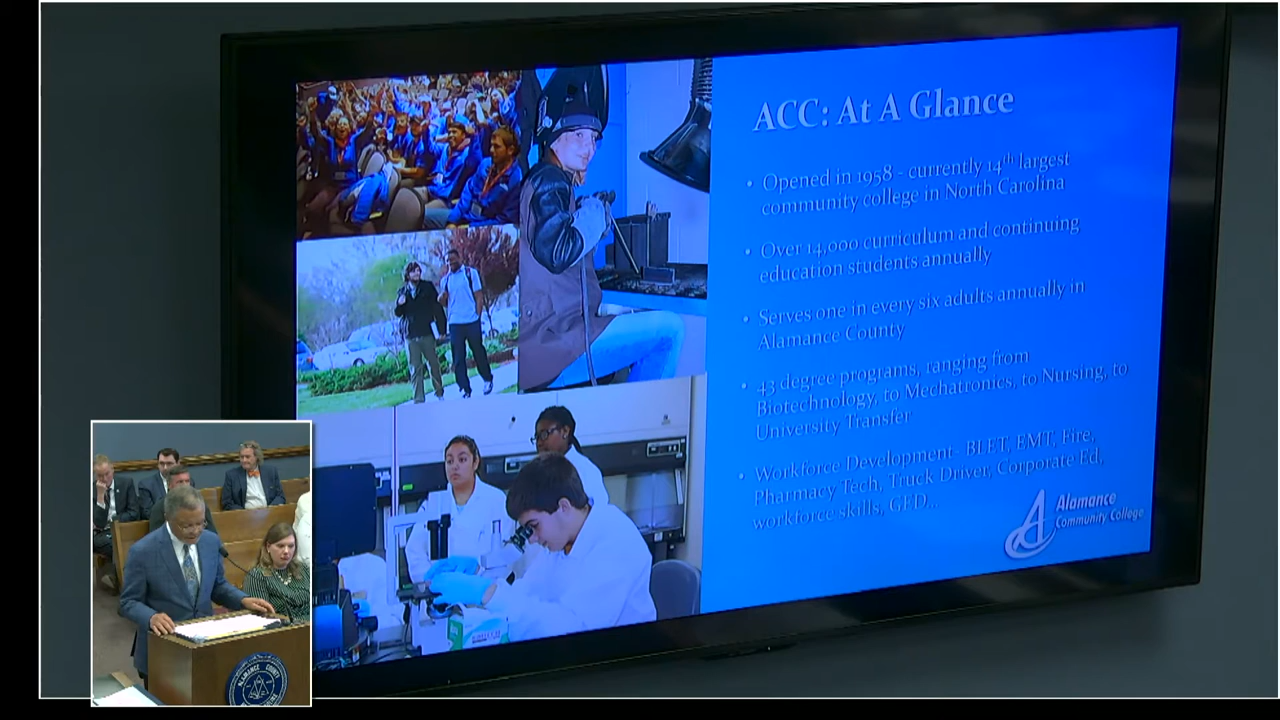 ACC: At A Glance
• Opened in 1958 - currently 14th largest
community college in North Carolina
• Over 14,000 curriculum and continuing
education students annually
• Serves one in every six adults annually in
Alamance County
• 43 degree programs, ranging from
Biotechnology, to Mechatronics, to Nursing, to
University Transfer
• Workforce Development- BLET, EMT, Fire,
Pharmacy Tech, Truck Driver, Corporate Ed,
workforce skills, GED...
Alamance
Community College
ALAMANCE COUNTY